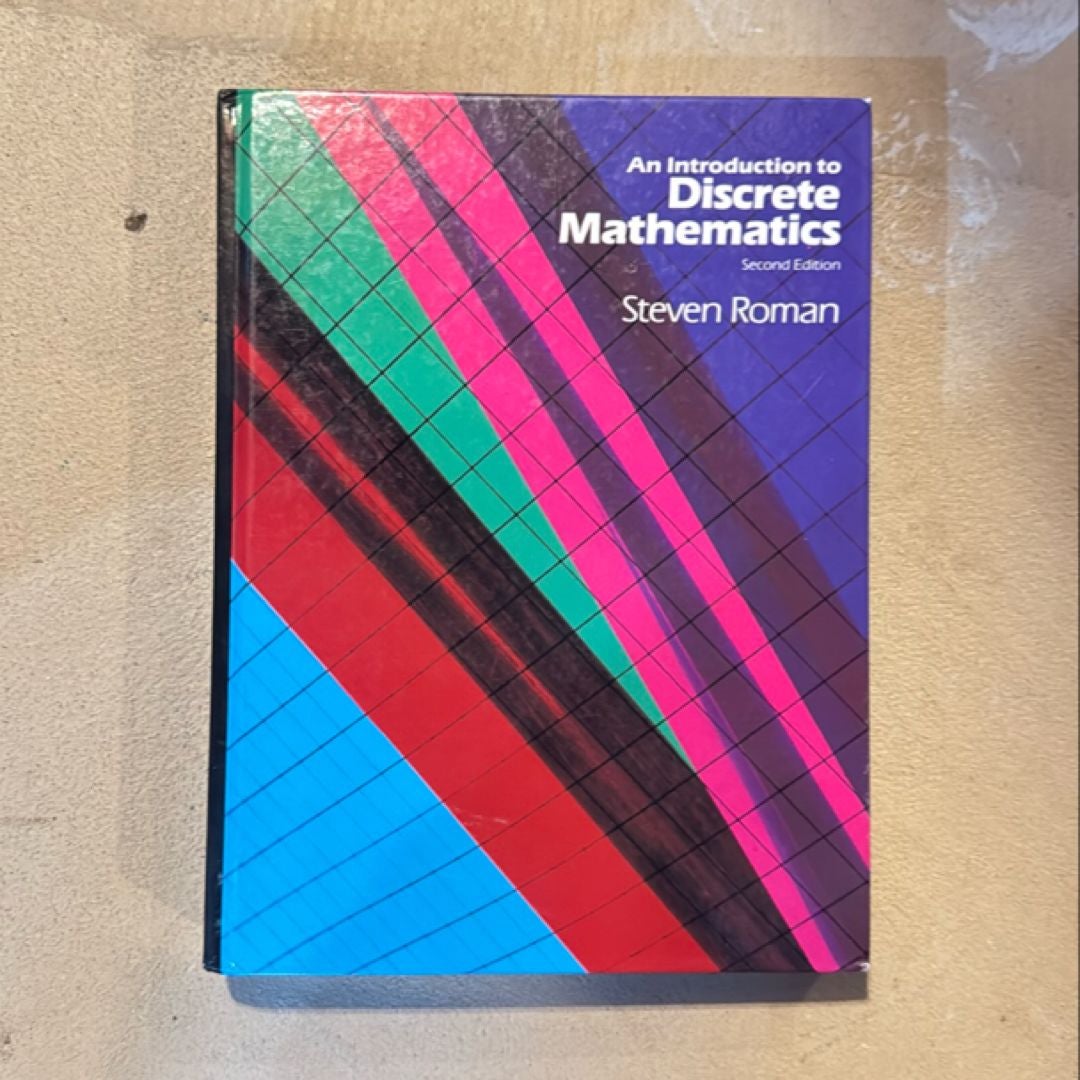 An Introduction to
Discrete
Mathematics
Second Edition
Steven Roman